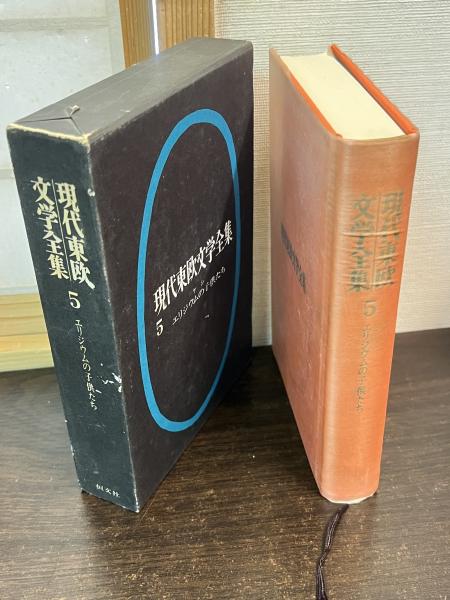 現代東欧
文学全集
5
エリジウムの子供たち
恒文社
現代東欧文学全集
5 エリジウムの子供たち
現代東欧
文学全集
5
エリジウムの子供たち